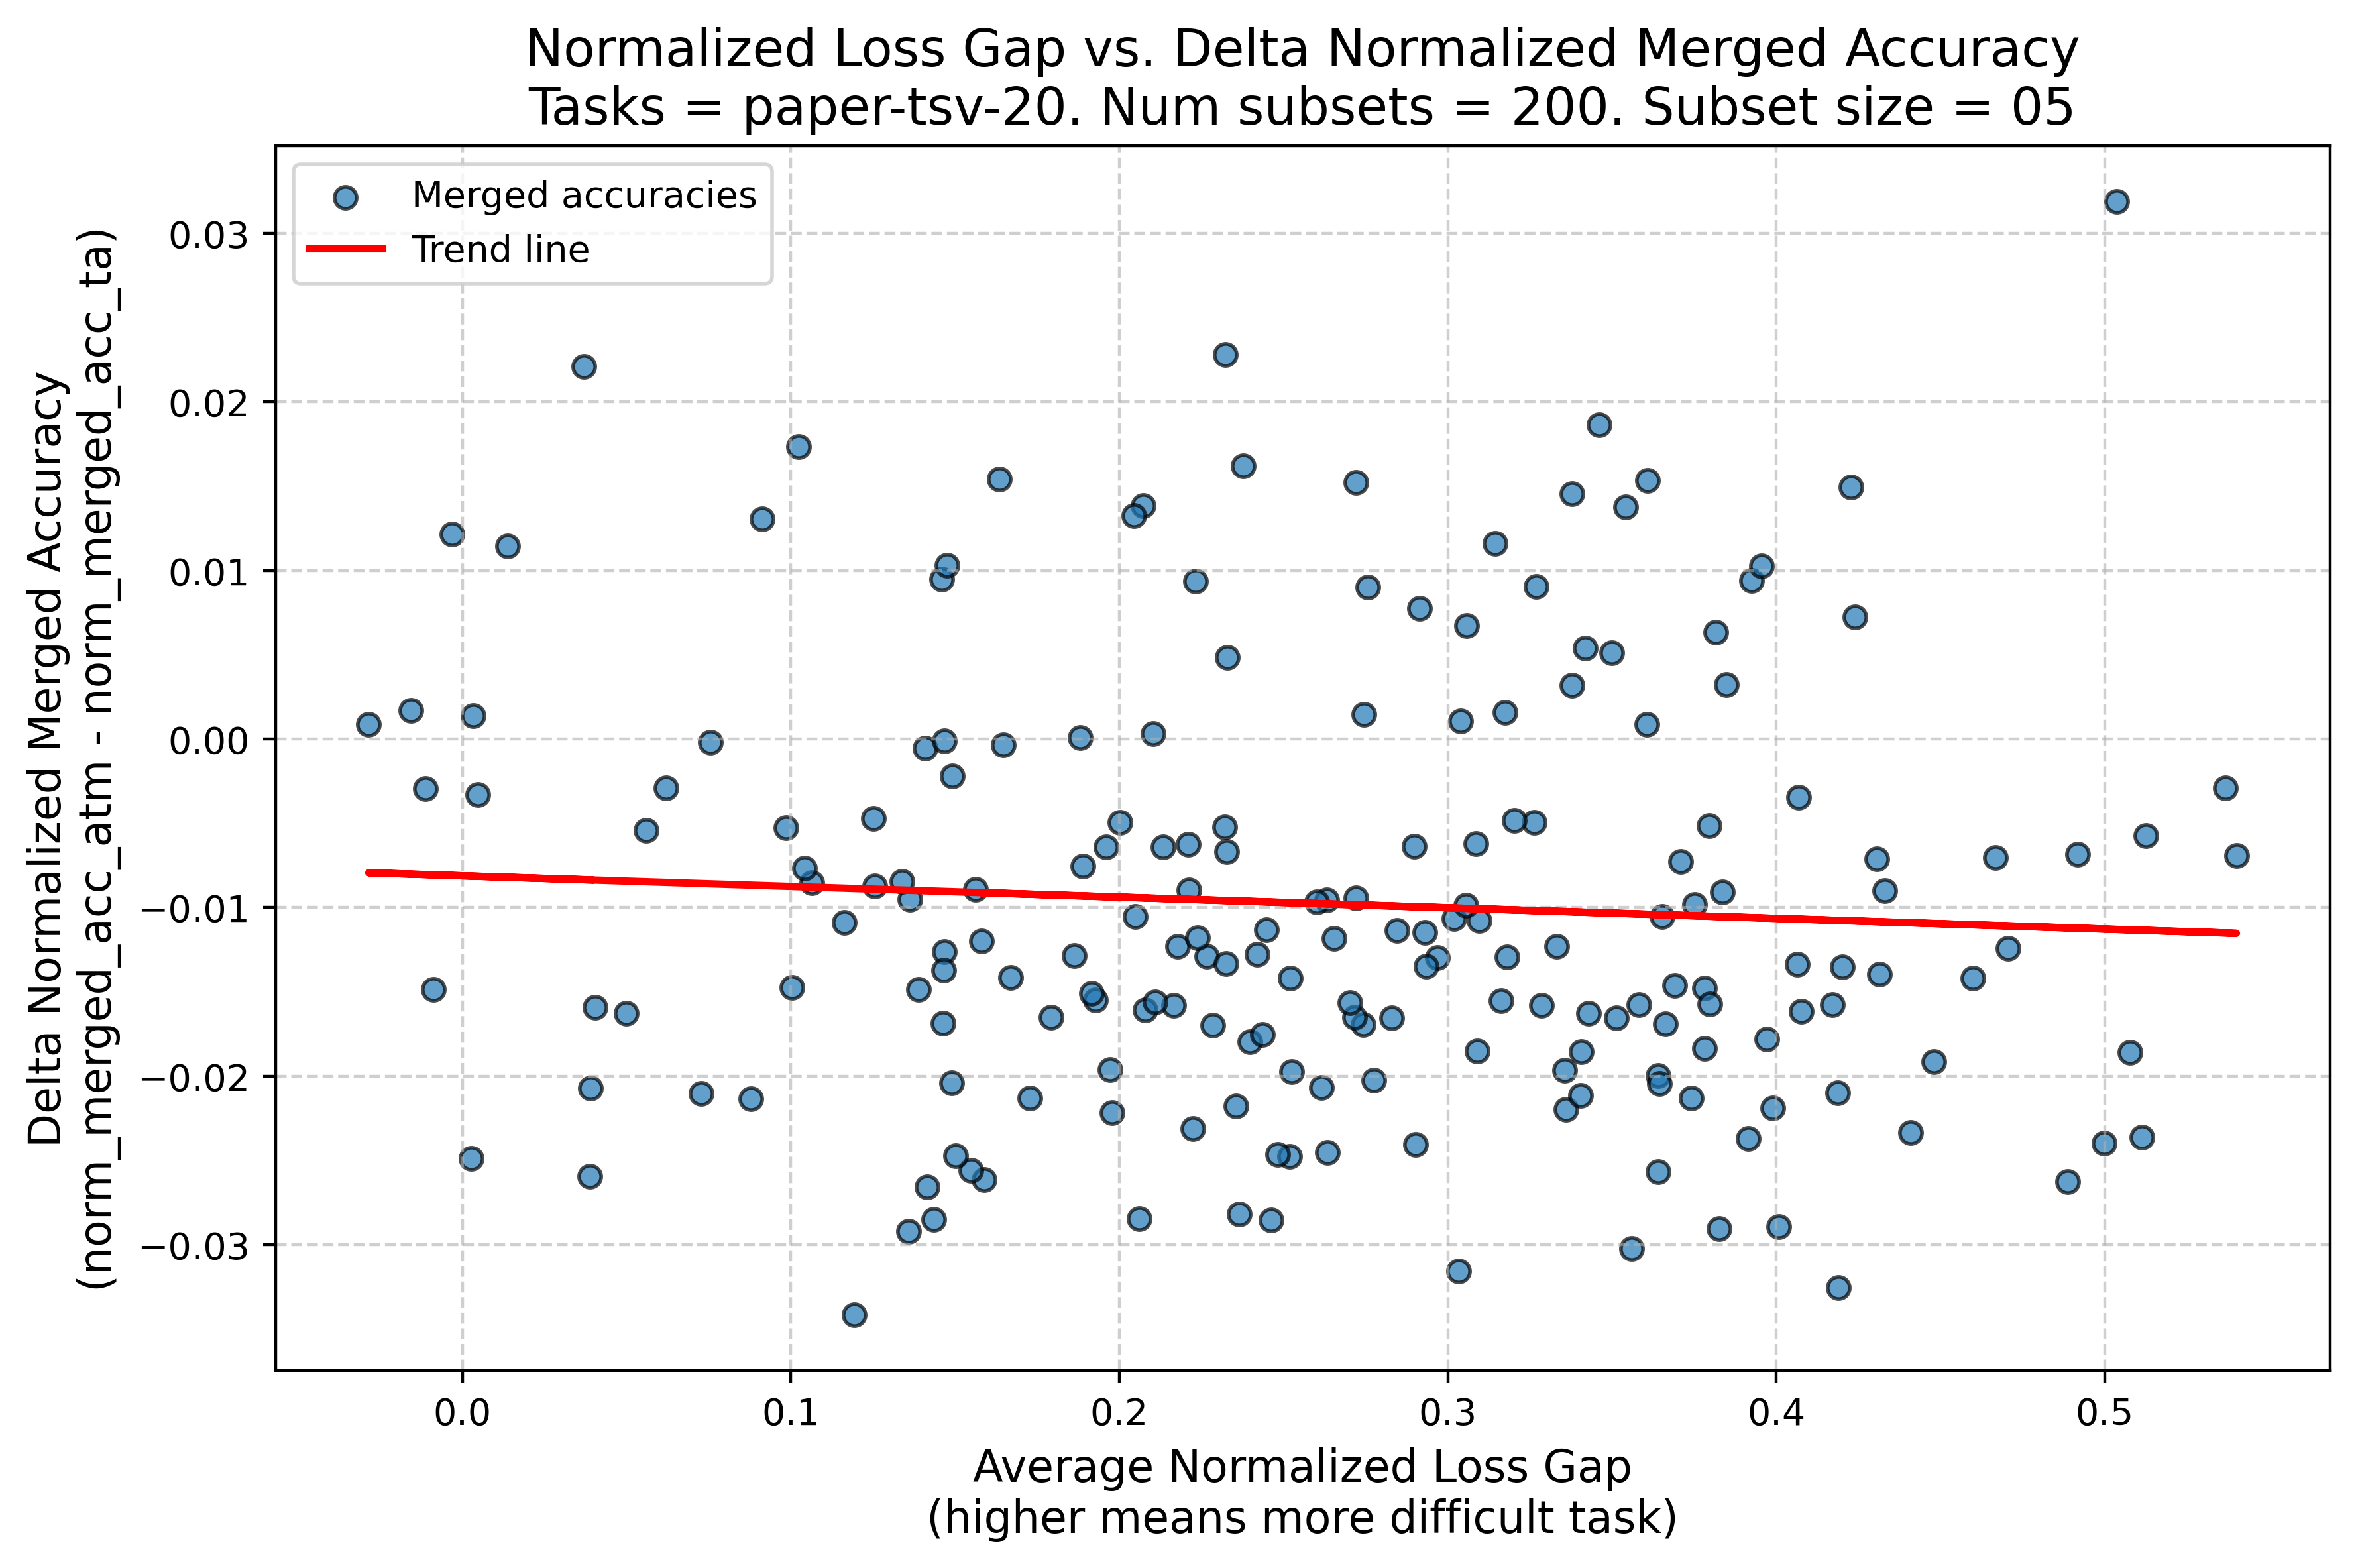 Normalized Loss Gap vs. Delta Normalized Merged Accuracy
Tasks = paper-tsv-20. Num subsets = 200. Subset size = 05
Merged accuracies
Trend line
Delta Normalized Merged Accuracy
(norm_merged_acc_atm - norm_merged_acc_ta)
0.03
0.02
0.01
0.00
−0.01
−0.02
−0.03
0.0
0.1
0.2
0.3
0.4
0.5
Average Normalized Loss Gap
(higher means more difficult task)